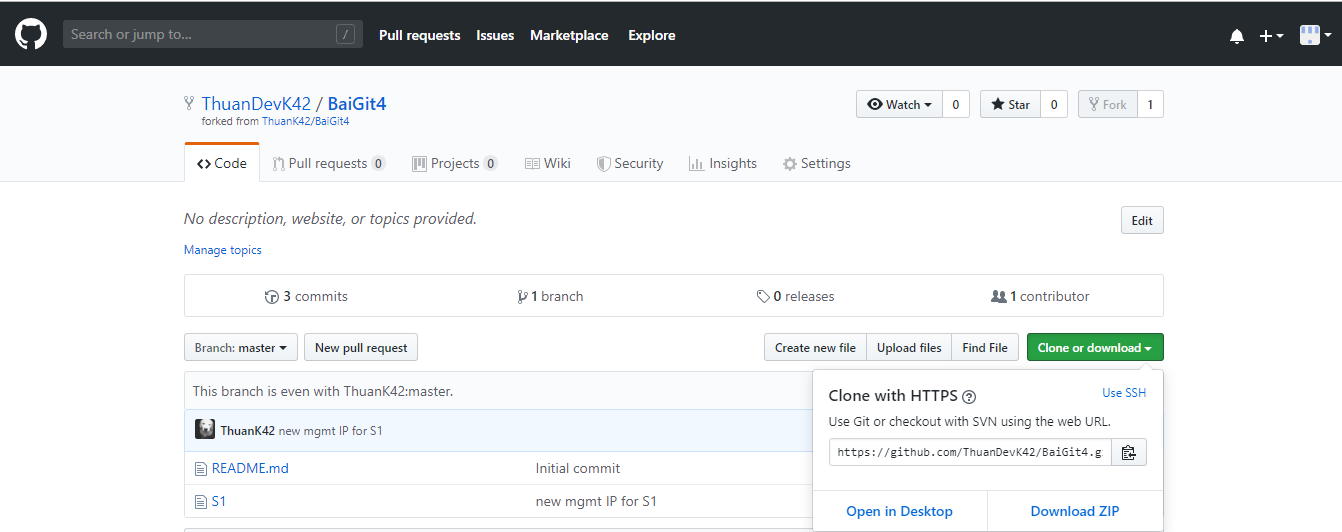 Search or jump to... / Pull requests Issues Marketplace Explore
ThuanDevK42 / BaiGit4 Watch 0 Star 0 Fork 1
forked from ThuanK42/BaiGit4
Code Pull requests 0 Projects 0 Wiki Security Insights Settings
No description, website, or topics provided. Edit
Manage topics
3 commits 1 branch 0 releases 1 contributor
Branch: master New pull request Create new file Upload files Find File Clone or download
This branch is even with ThuanK42:master.
ThuanK42 new mgmt IP for S1
README.md Initial commit
S1 new mgmt IP for S1
Clone with HTTPS ? Use SSH
Use Git or checkout with SVN using the web URL.
https://github.com/ThuanDevK42/BaiGit4.g
Open in Desktop Download ZIP